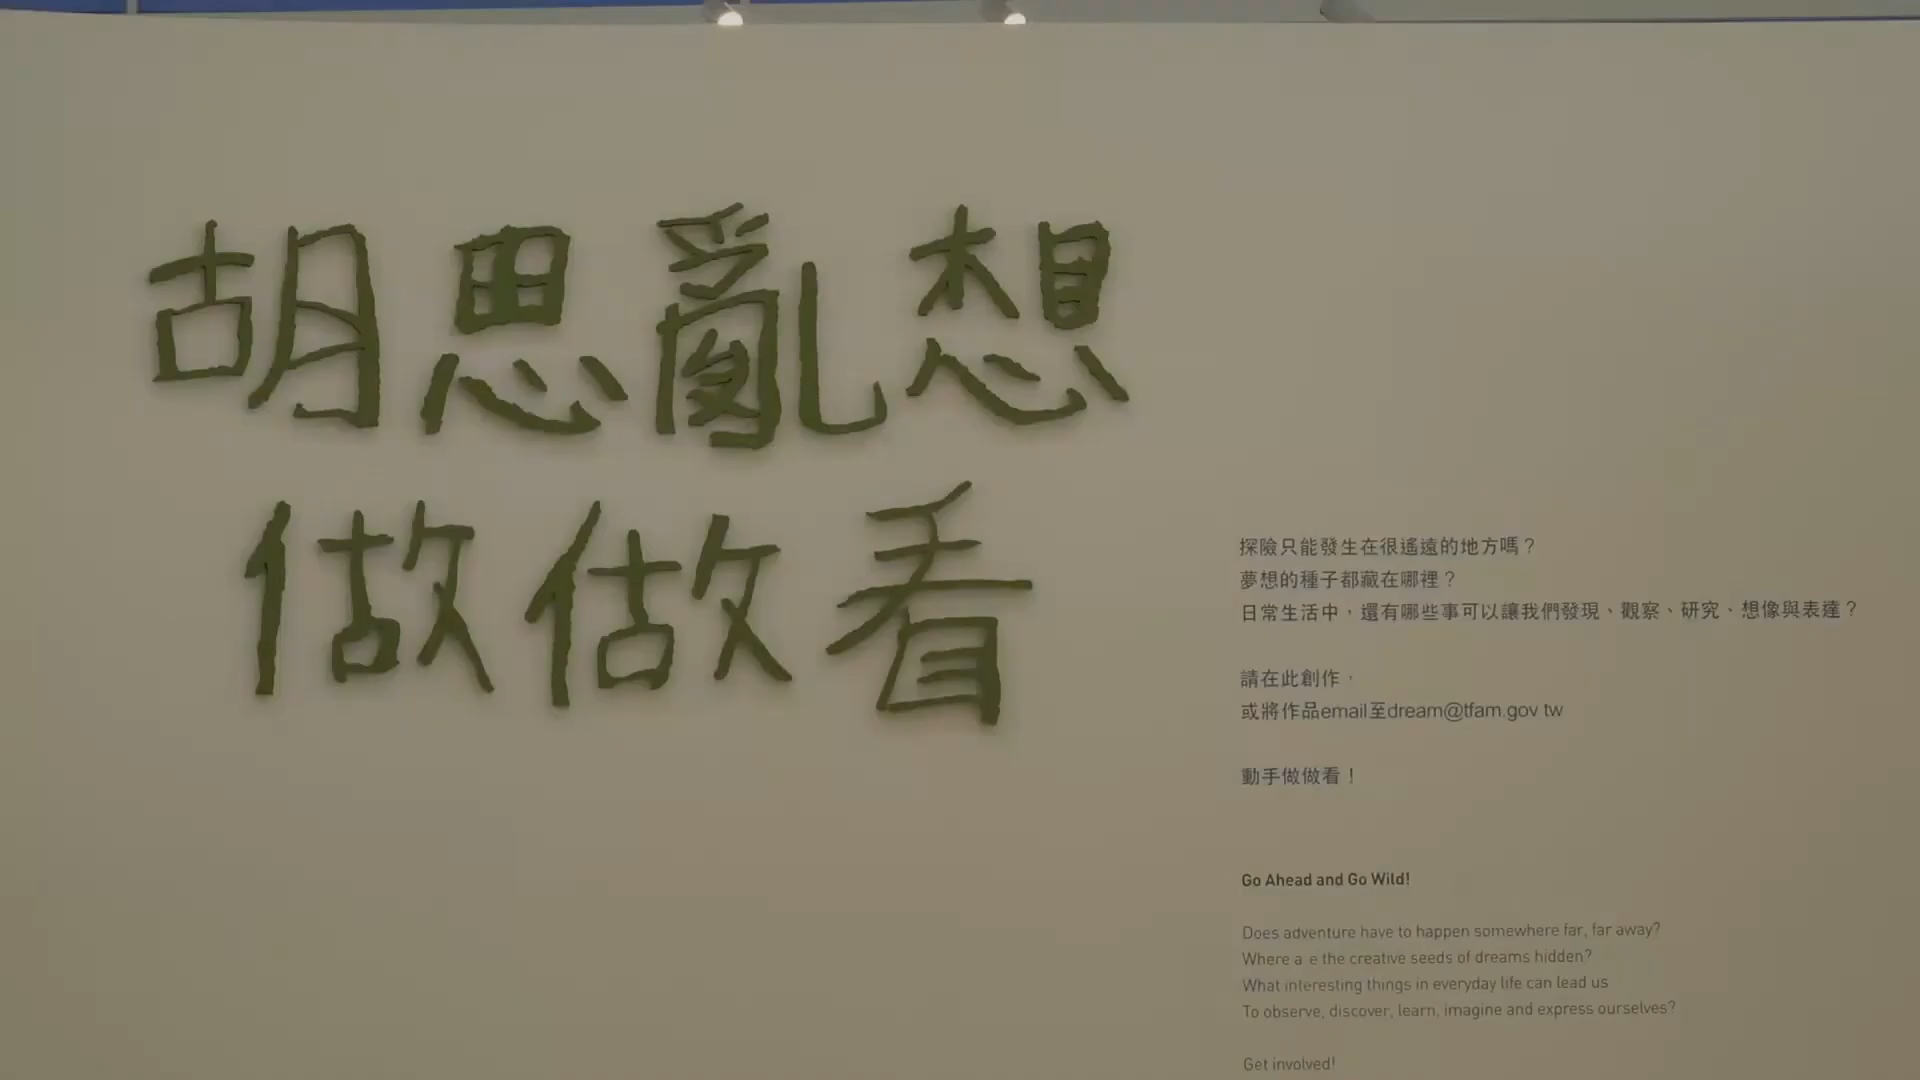 胡思亂想
做做看
探險只能發生在很遙遠的地方嗎？
夢想的種子都藏在哪裡？
日常生活中，還有哪些事可以讓我們發現、觀察、研究、想像與表達？
請在此創作，
或將作品email至dream@tfam.gov tw
動手做做看！
Go Ahead and Go Wild!
Does adventure have to happen somewhere far, far away?
Where a e the creative seeds of dreams hidden?
What interesting things in everyday life can lead us
To observe, discover, learn, imagine and express ourselves?
Get involved!